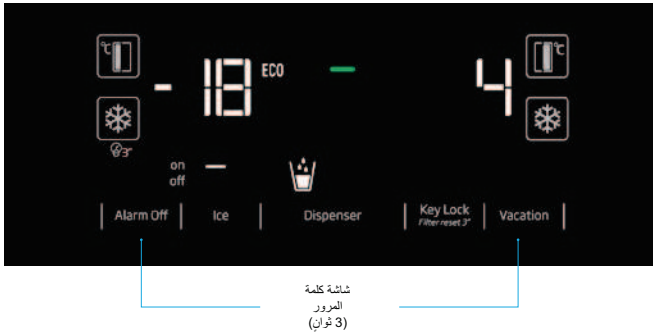 °C
°C
- 18 ECO
4
3"
on
off
Alarm Off
Ice
Dispenser
Key Lock
Filter reset 3"
Vacation
شاشة كلمة
المرور
(3 ثوانٍ)